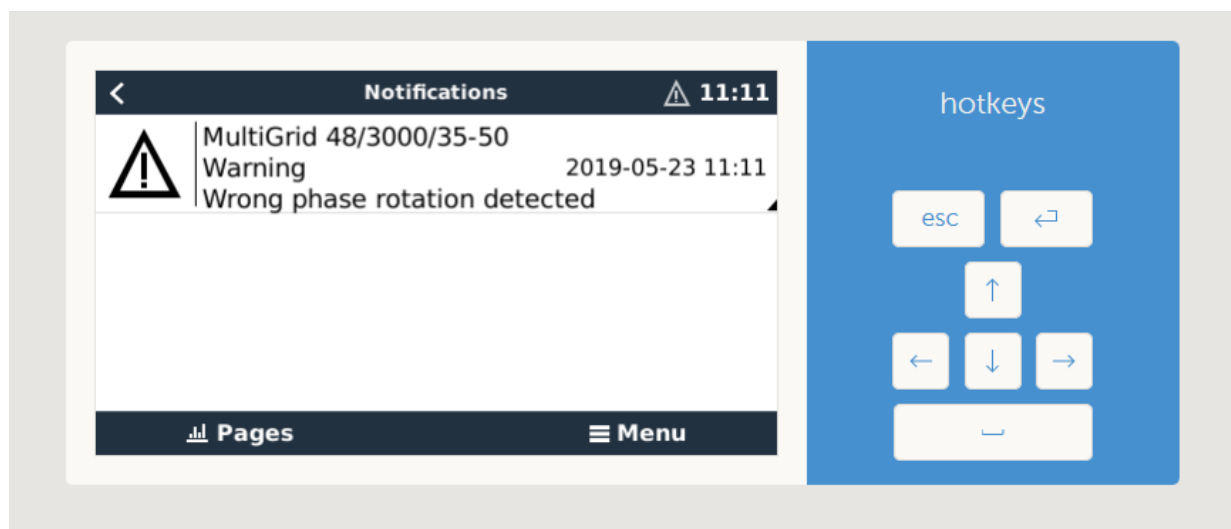 Notifications 11:11
MultiGrid 48/3000/35-50
Warning 2019-05-23 11:11
Wrong phase rotation detected
Pages Menu
hotkeys
esc